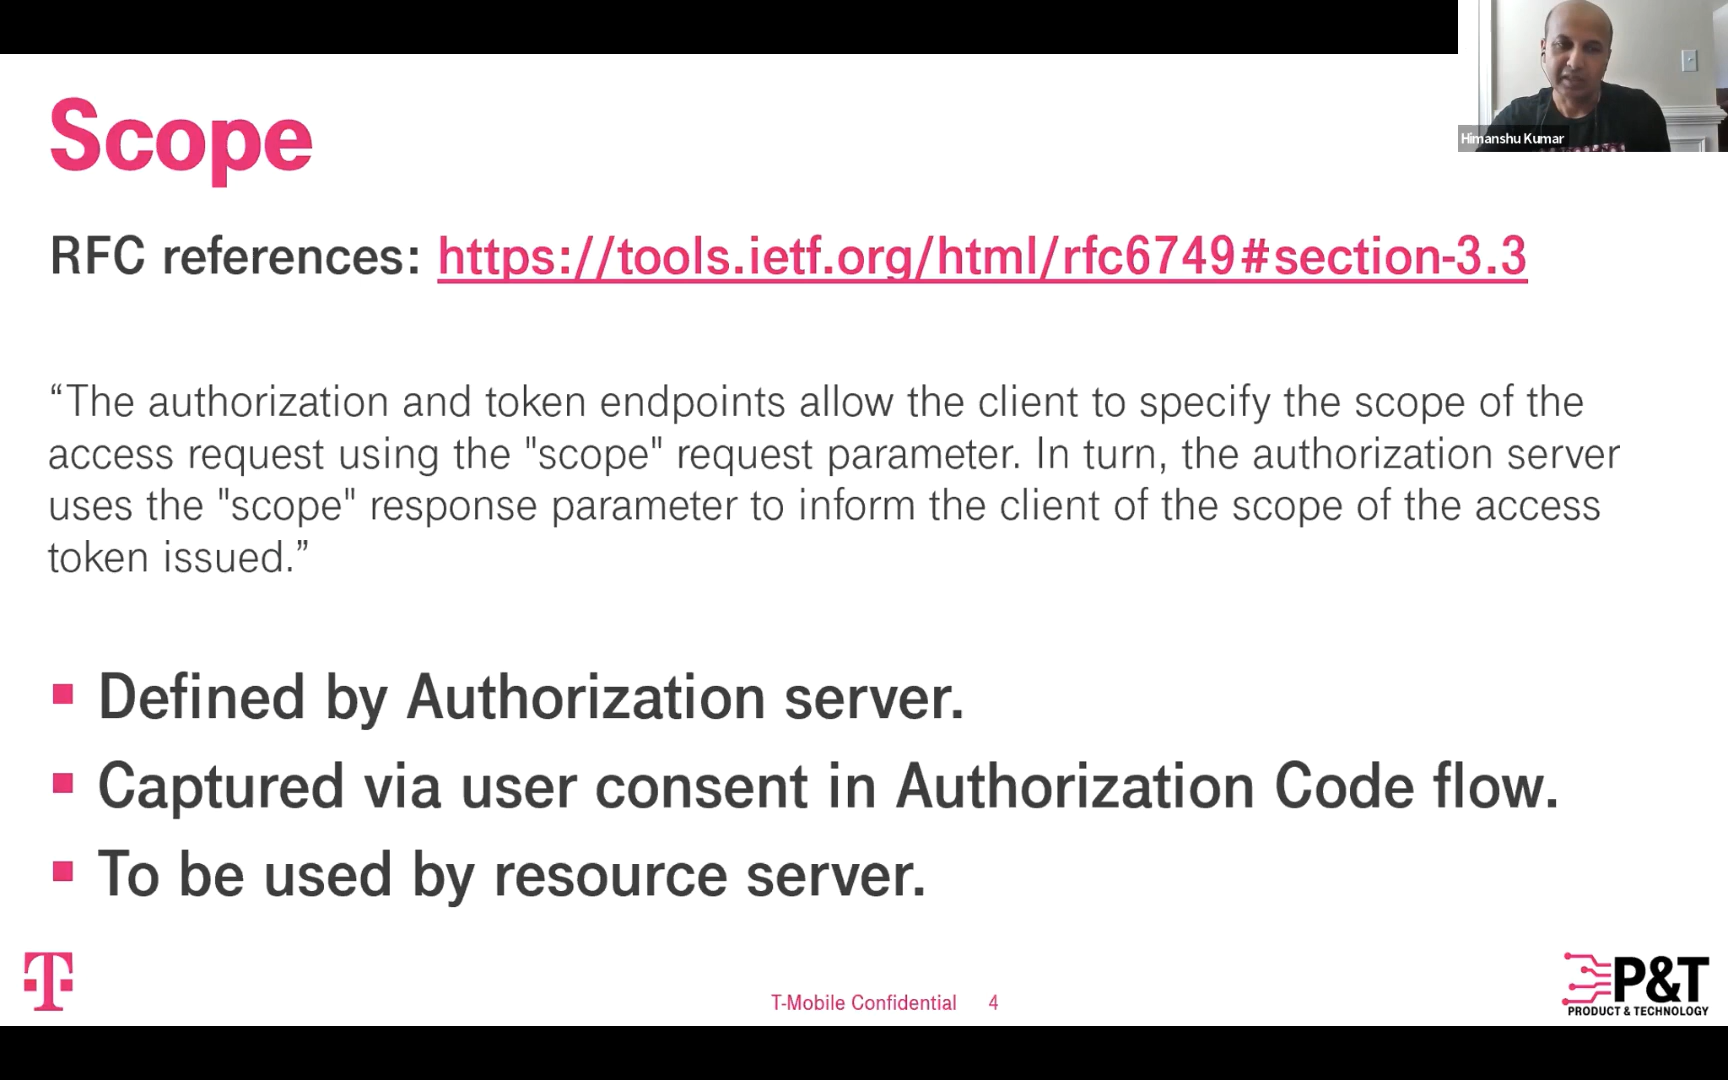 Scope
Himanshu Kumar
RFC references: https://tools.ietf.org/html/rfc6749#section-3.3
“The authorization and token endpoints allow the client to specify the scope of the
access request using the "scope" request parameter. In turn, the authorization server
uses the "scope" response parameter to inform the client of the scope of the access
token issued.”
▪ Defined by Authorization server.
▪ Captured via user consent in Authorization Code flow.
▪ To be used by resource server.
T
T-Mobile Confidential 4
P&T
PRODUCT & TECHNOLOGY